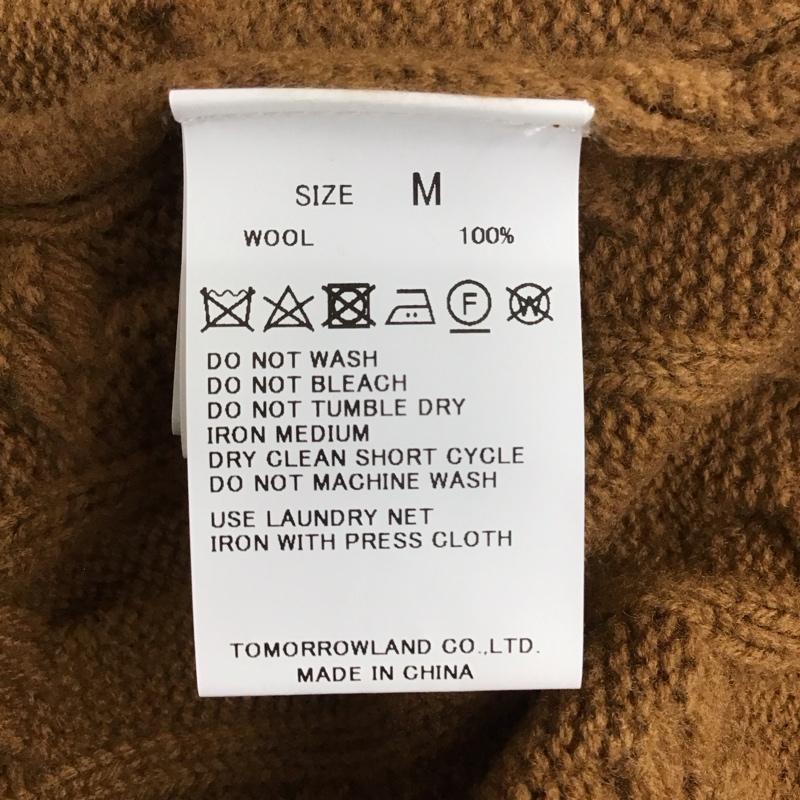 SIZE M
WOOL 100%
F W
DO NOT WASH
DO NOT BLEACH
DO NOT TUMBLE DRY
IRON MEDIUM
DRY CLEAN SHORT CYCLE
DO NOT MACHINE WASH
USE LAUNDRY NET
IRON WITH PRESS CLOTH
TOMORROWLAND CO.,LTD.
MADE IN CHINA